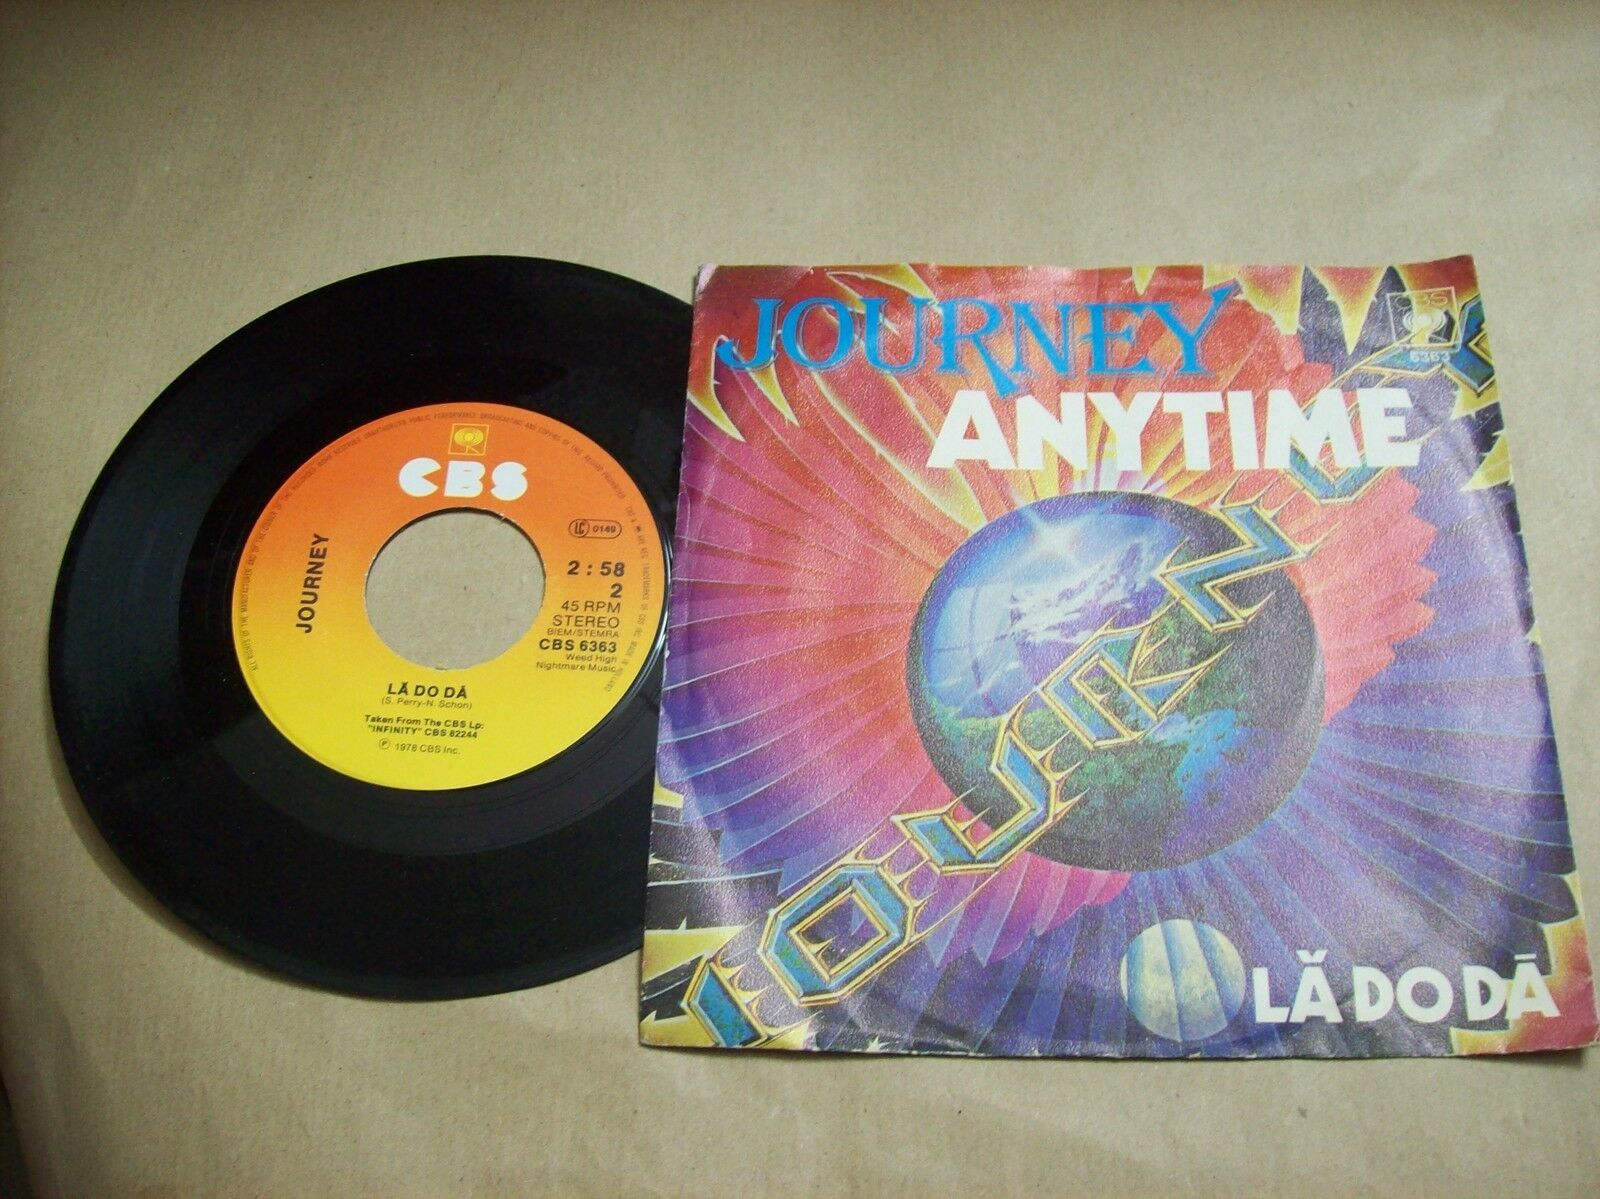 CBS
LC 0149
JOURNEY
2:58
2
45 RPM
STEREO
BIEM/STEMRA
CBS 6363
Weed High
Nightmare Music
LĂ DO DĀ
(S. Perry-N. Schon)
Taken From The CBS Lp:
"INFINITY" CBS 82244
℗ 1978 CBS Inc.
JOURNEY
CBS
6363
ANYTIME
JOURNEY
LĂ DO DĀ